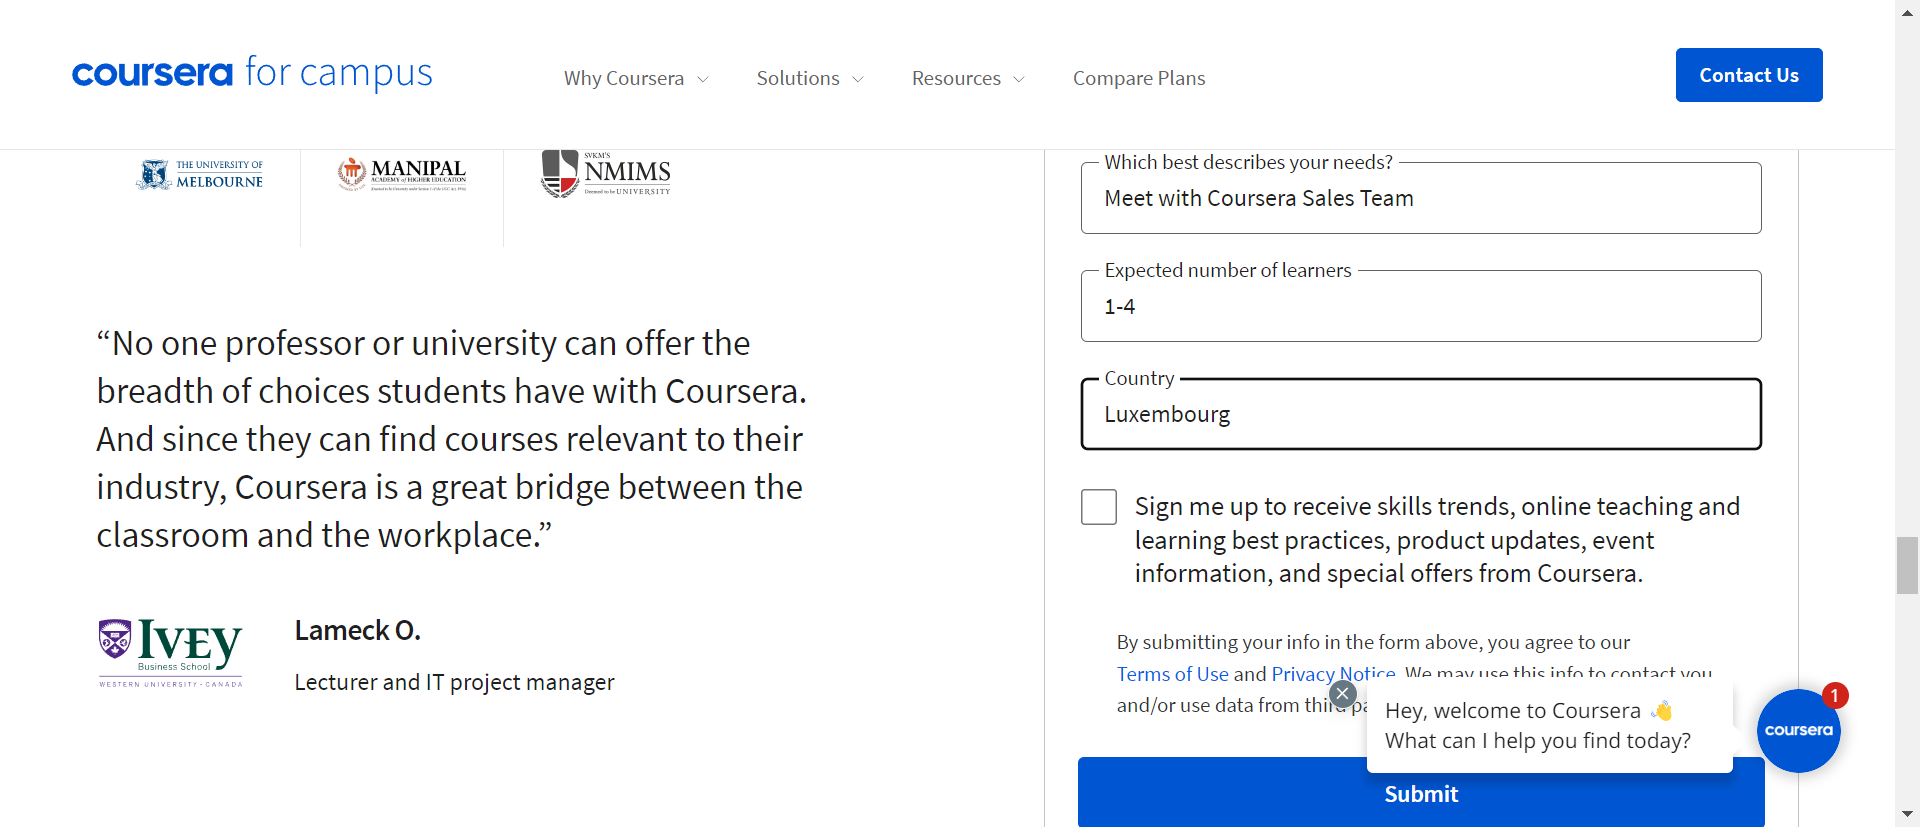 coursera for campus
Why Coursera
Solutions
Resources
Compare Plans
Contact Us
THE UNIVERSITY OF
MELBOURNE
MANIPAL
ACADEMY of HIGHER EDUCATION
SVKM'S
NMIMS
Deemed to be UNIVERSITY
“No one professor or university can offer the
breadth of choices students have with Coursera.
And since they can find courses relevant to their
industry, Coursera is a great bridge between the
classroom and the workplace.”
IVEY
Business School
WESTERN UNIVERSITY · CANADA
Lameck O.
Lecturer and IT project manager
Which best describes your needs?
Meet with Coursera Sales Team
Expected number of learners
1-4
Country
Luxembourg
Sign me up to receive skills trends, online teaching and
learning best practices, product updates, event
information, and special offers from Coursera.
By submitting your info in the form above, you agree to our
Terms of Use and Privacy Notice. We may use this info to contact you
and/or use data from third pa
Hey, welcome to Coursera 👋
What can I help you find today?
coursera
1
Submit